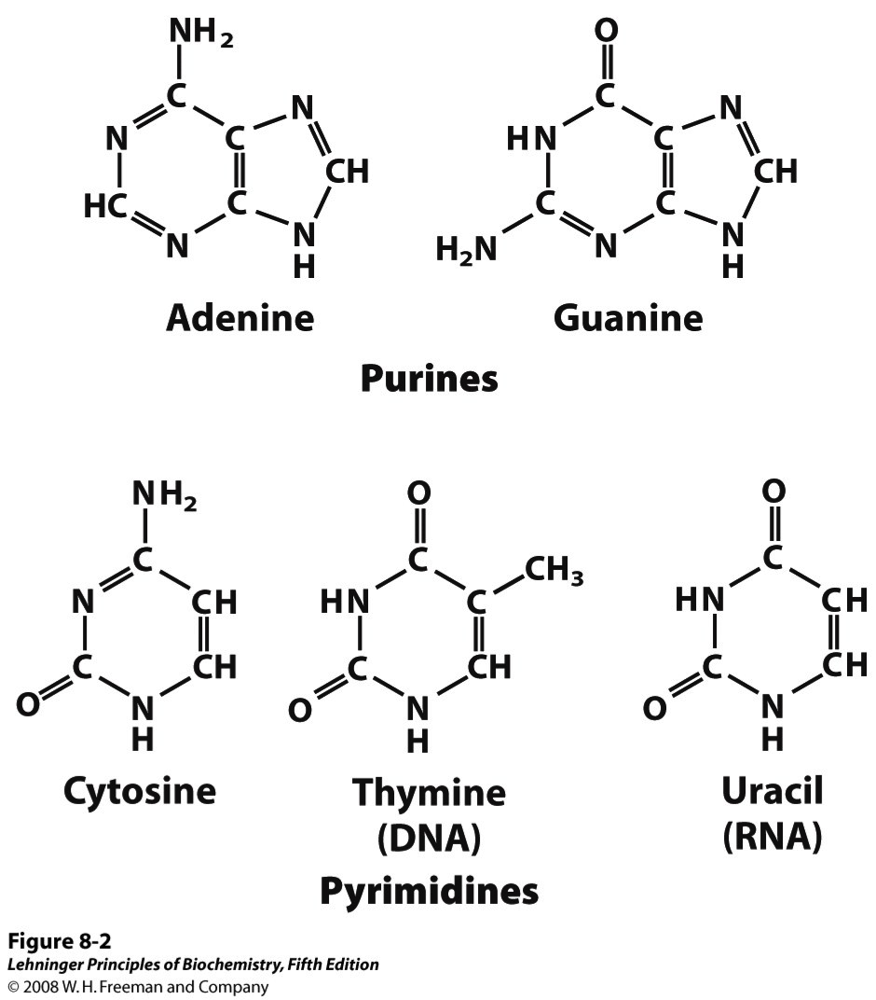 NH2 O
C N C N
N C HN C
CH CH
HC C C C
N N N N
H2N
H H
Adenine Guanine
Purines
NH2 O O
C C CH3 C
N CH HN C HN CH
C CH C CH C CH
O N O N O N
H H H
Cytosine Thymine Uracil
(DNA) (RNA)
Pyrimidines
Figure 8-2
Lehninger Principles of Biochemistry, Fifth Edition
© 2008 W. H. Freeman and Company